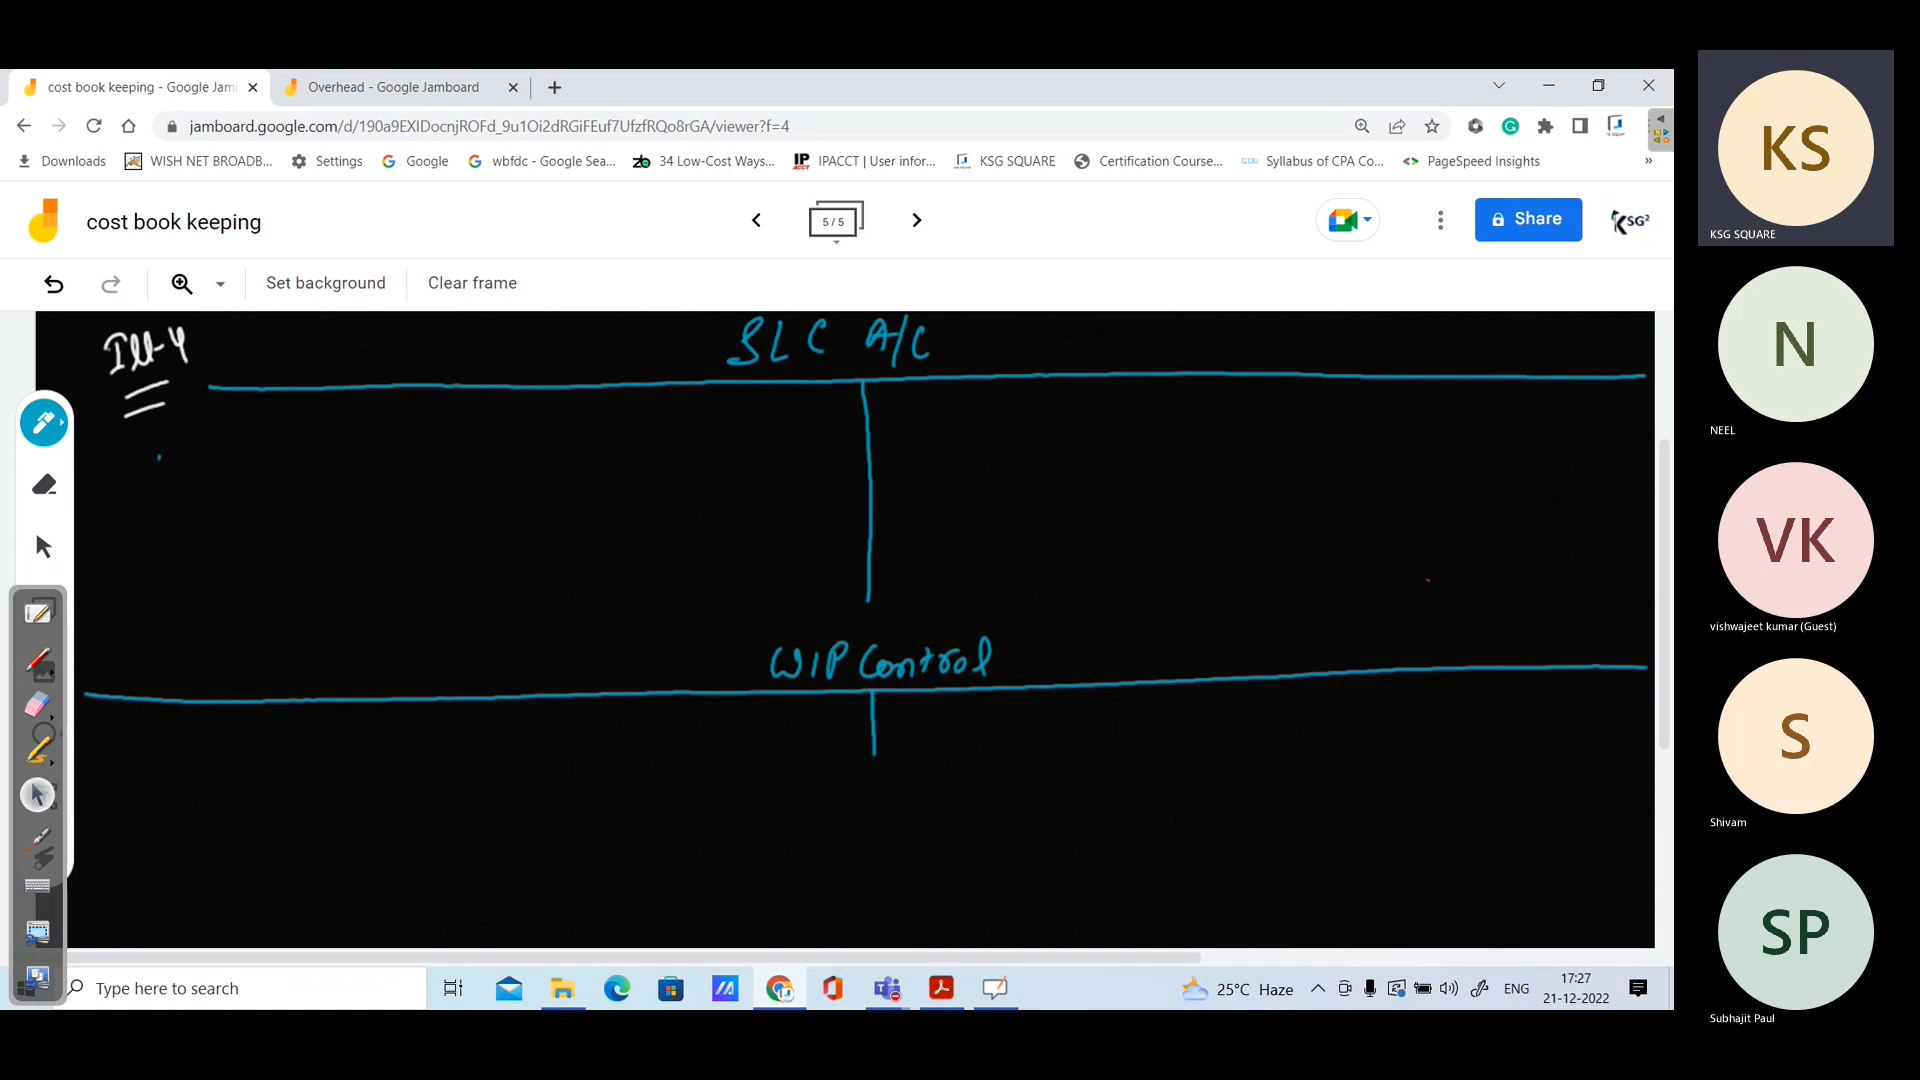 cost book keeping - Google Jam
Overhead - Google Jamboard
jamboard.google.com/d/190a9EXIDocnjROFd_9u1Oi2dRGiFEuf7UfzfRQo8rGA/viewer?f=4
Downloads
WISH NET BROADB...
Settings
Google
wbfdc - Google Sea...
34 Low-Cost Ways...
IPACCT | User infor...
KSG SQUARE
Certification Course...
Syllabus of CPA Co...
PageSpeed Insights
»
cost book keeping
5 / 5
Share
KSG²
Set background
Clear frame
Ill-4
SLC A/C
WIP Control
Type here to search
25°C Haze
ENG
17:27
21-12-2022
KS
KSG SQUARE
N
NEEL
VK
vishwajeet kumar (Guest)
S
Shivam
SP
Subhajit Paul